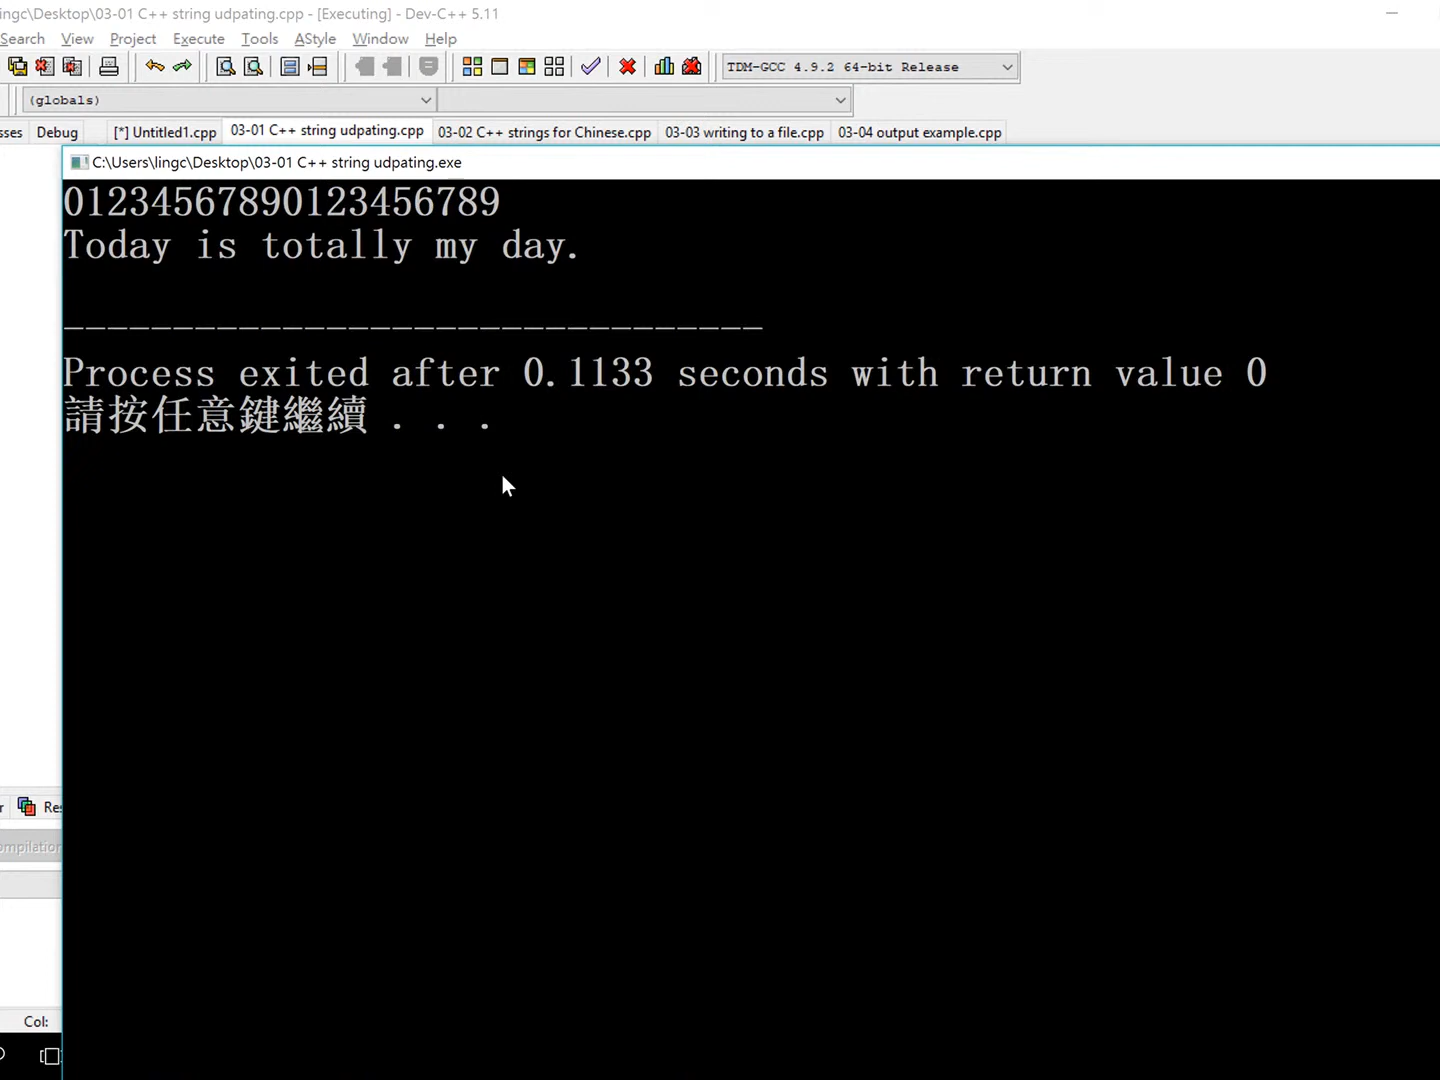 ingc\Desktop\03-01 C++ string udpating.cpp - [Executing] - Dev-C++ 5.11
Search View Project Execute Tools AStyle Window Help
TDM-GCC 4.9.2 64-bit Release
(globals)
sses Debug [*] Untitled1.cpp 03-01 C++ string udpating.cpp 03-02 C++ strings for Chinese.cpp 03-03 writing to a file.cpp 03-04 output example.cpp
C:\Users\lingc\Desktop\03-01 C++ string udpating.exe
01234567890123456789
Today is totally my day.
--------------------------------
Process exited after 0.1133 seconds with return value 0
請按任意鍵繼續 . . .
r Res
ompilation
Col: